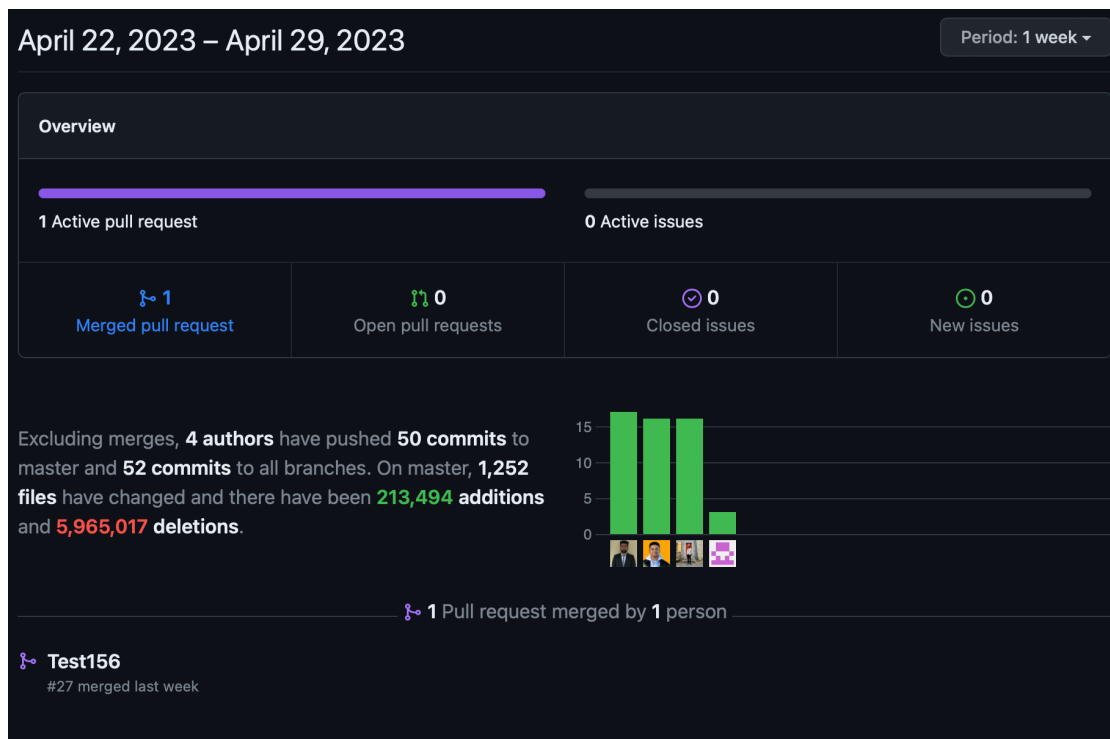 April 22, 2023 – April 29, 2023
Period: 1 week
Overview
1 Active pull request
0 Active issues
1
Merged pull request
0
Open pull requests
0
Closed issues
0
New issues
Excluding merges, 4 authors have pushed 50 commits to
master and 52 commits to all branches. On master, 1,252
files have changed and there have been 213,494 additions
and 5,965,017 deletions.
15
10
5
0
1 Pull request merged by 1 person
Test156
#27 merged last week